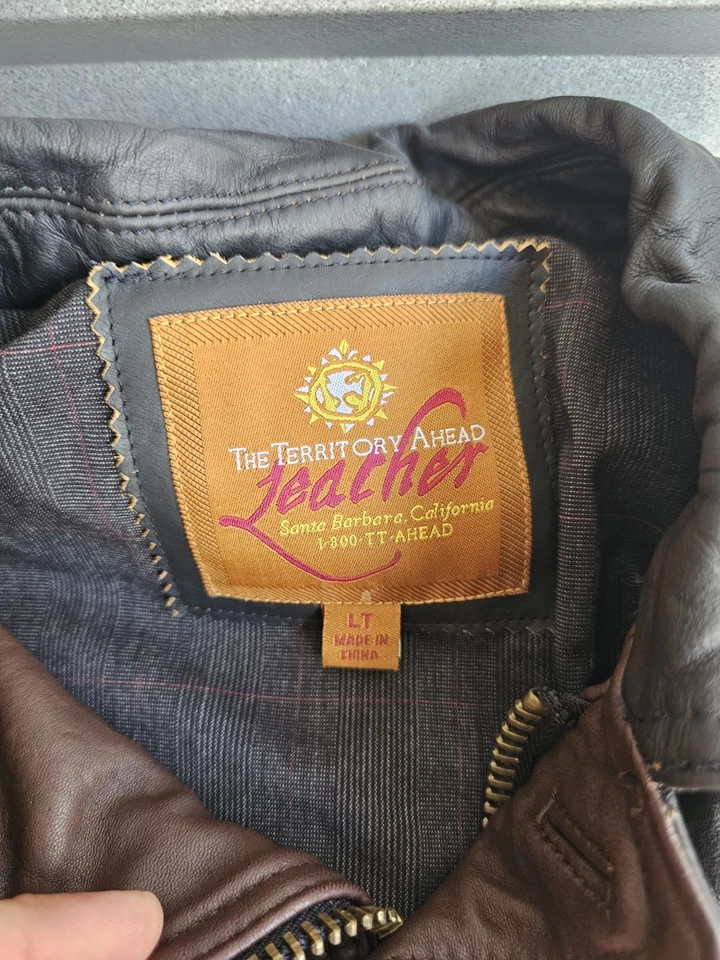 THE TERRITORY AHEAD
Leather
Santa Barbara, California
1-800-TT-AHEAD
LT
MADE IN
CHINA